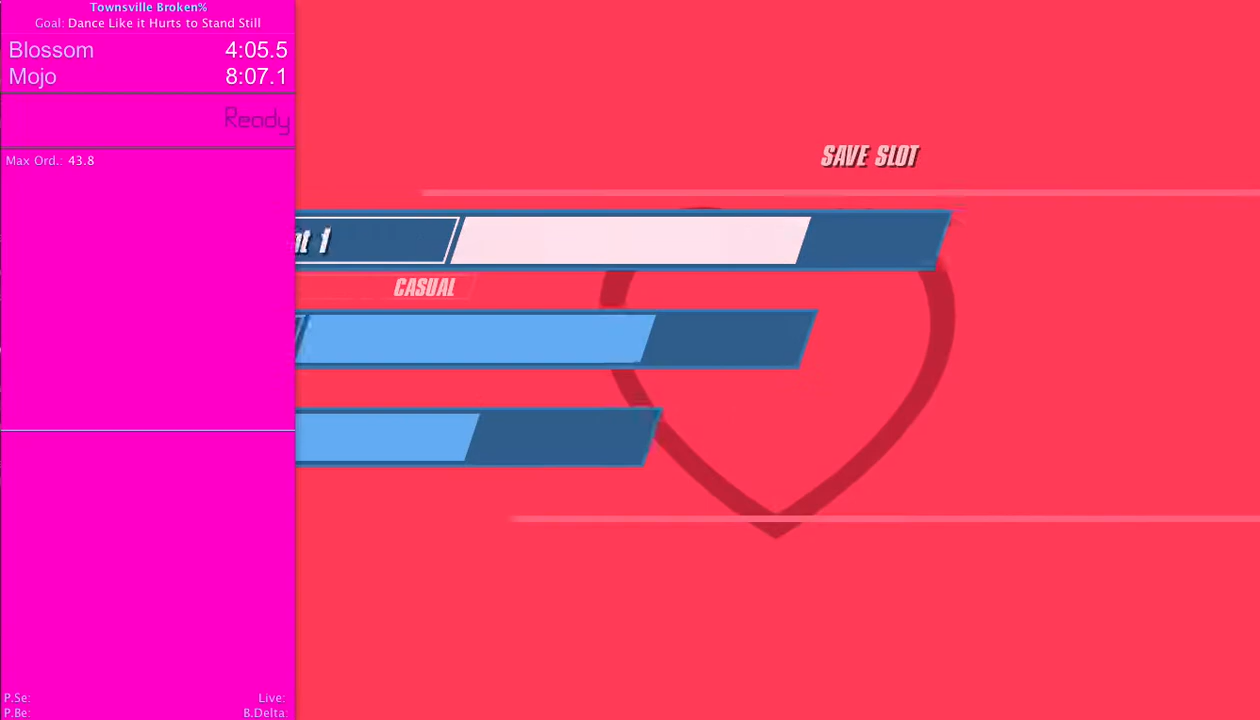 Townsville Broken%
Goal: Dance Like it Hurts to Stand Still
Blossom 4:05.5
Mojo 8:07.1
Ready
Max Ord.: 43.8
SAVE SLOT
1
CASUAL
P.Se: Live:
P.Be: B.Delta: